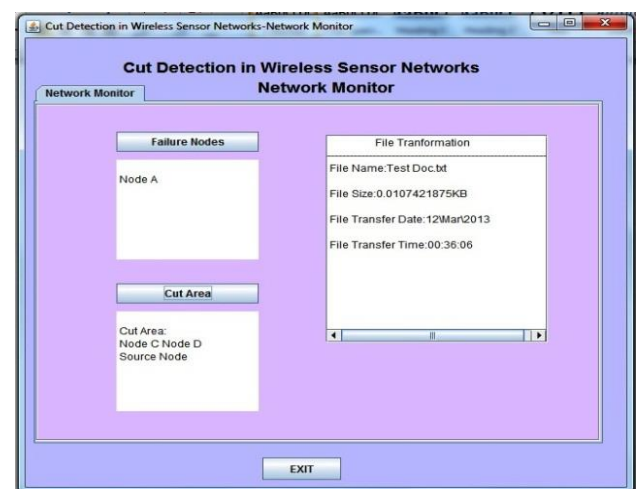 Cut Detection in Wireless Sensor Networks-Network Monitor
Cut Detection in Wireless Sensor Networks
Network Monitor
Network Monitor
Failure Nodes
Node A
Cut Area
Cut Area:
Node C Node D
Source Node
File Tranformation
File Name:Test Doc.txt
File Size:0.0107421875KB
File Transfer Date:12\Mar\2013
File Transfer Time:00:36:06
EXIT